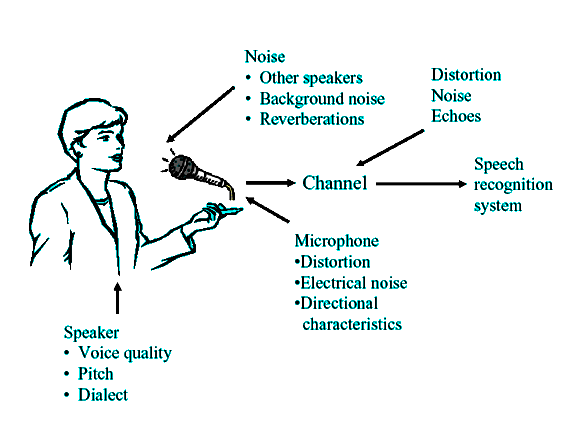 Noise
• Other speakers
• Background noise
• Reverberations
Distortion
Noise
Echoes
Channel
Speech
recognition
system
Microphone
•Distortion
•Electrical noise
•Directional
characteristics
Speaker
• Voice quality
• Pitch
• Dialect